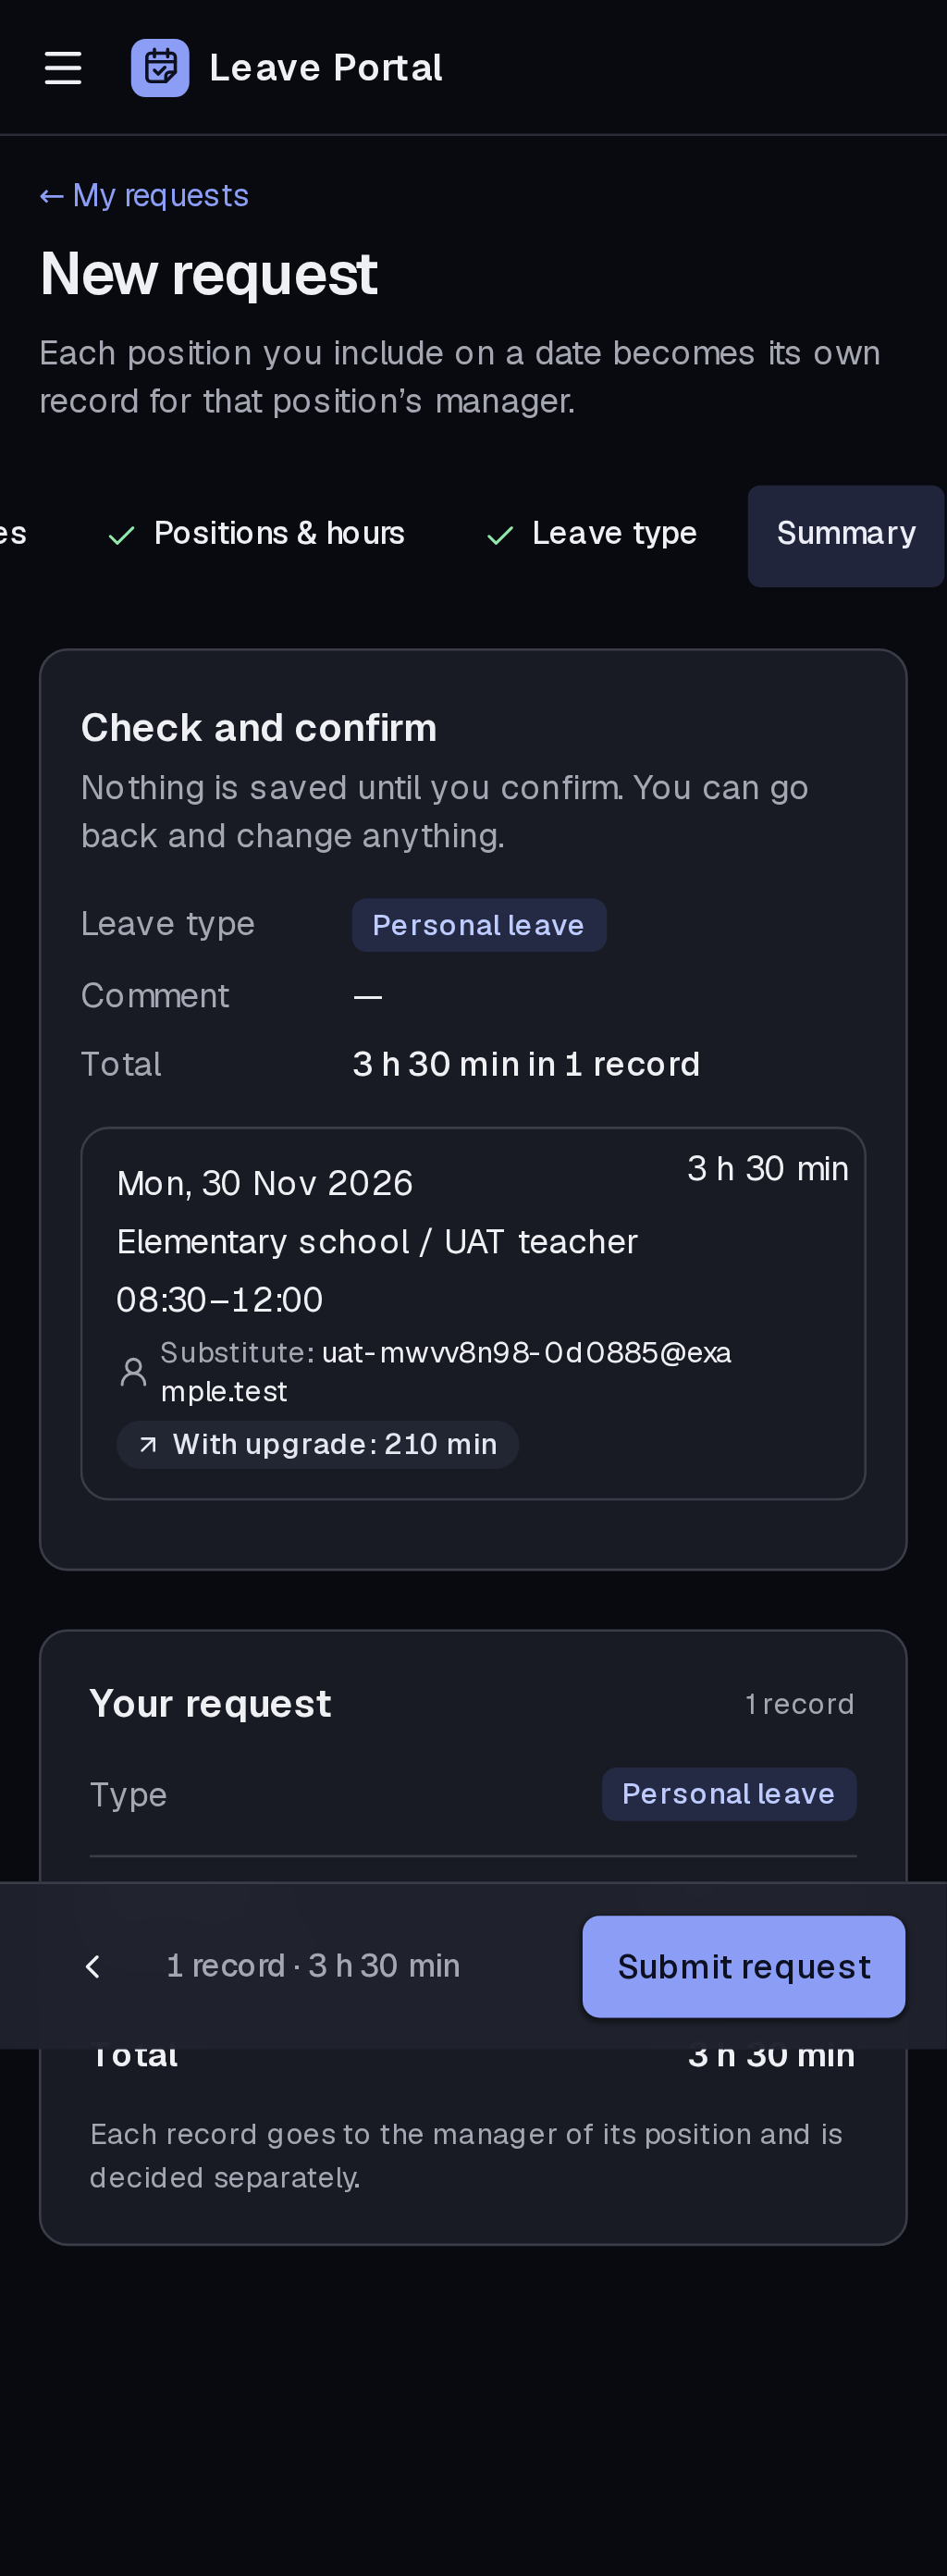 Leave Portal
← My requests
New request
Each position you include on a date becomes its own
record for that position’s manager.
es
Positions & hours
Leave type
Summary
Check and confirm
Nothing is saved until you confirm. You can go
back and change anything.
Leave type
Personal leave
Comment
—
Total
3 h 30 min in 1 record
Mon, 30 Nov 2026
3 h 30 min
Elementary school / UAT teacher
08:30–12:00
Substitute: uat-mwvv8n98-0d0885@exa
mple.test
With upgrade: 210 min
Your request
1 record
Type
Personal leave
1 record · 3 h 30 min
Submit request
Total
3 h 30 min
Each record goes to the manager of its position and is
decided separately.